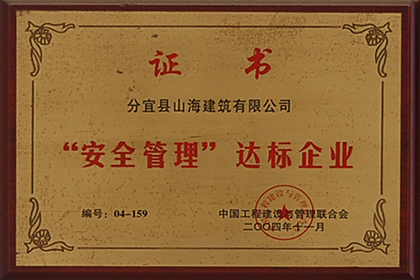 证书
分宜县山海建筑有限公司
“安全管理”达标企业
编号：04-159
中国工程建设与管理联合会
二〇〇四年十一月